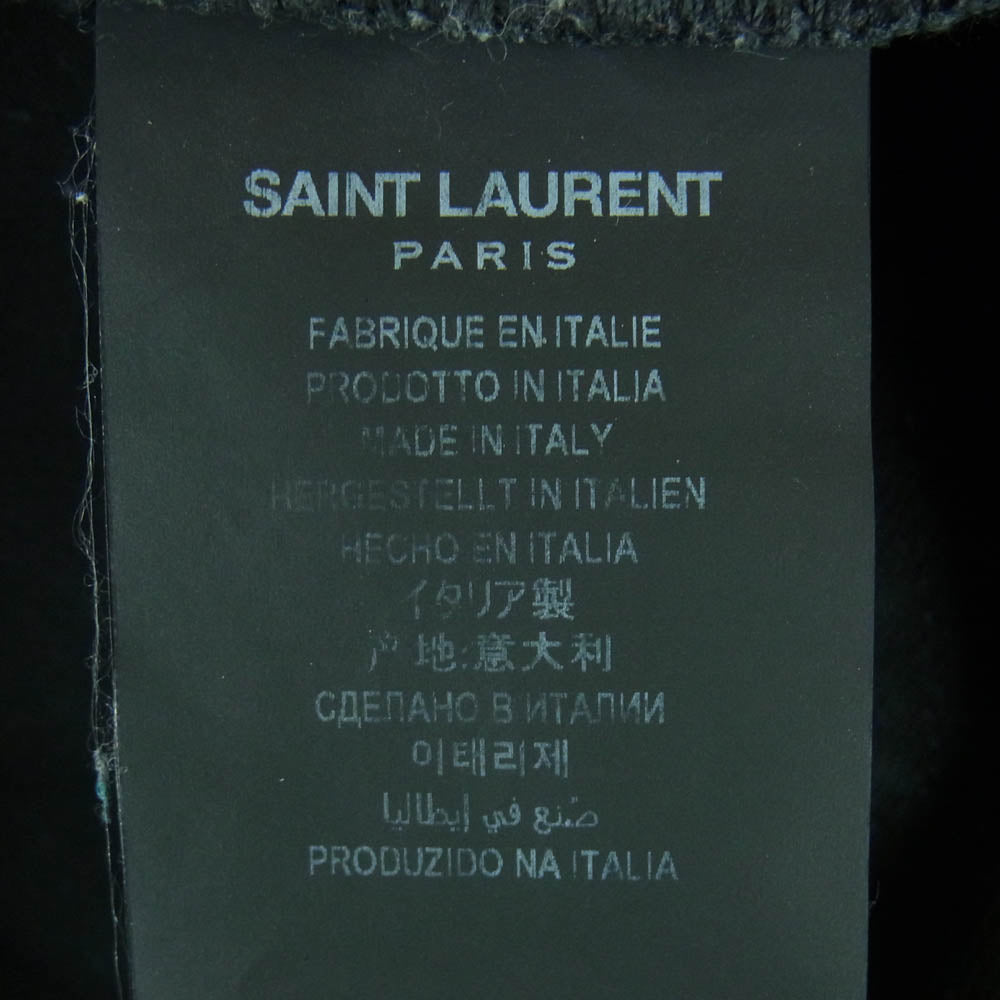 SAINT LAURENT
PARIS
FABRIQUE EN ITALIE
PRODOTTO IN ITALIA
MADE IN ITALY
HERGESTELLT IN ITALIEN
HECHO EN ITALIA
イタリア製
产地:意大利
СДЕЛАНО В ИТАЛИИ
이태리제
صُنع في إيطاليا
PRODUZIDO NA ITALIA